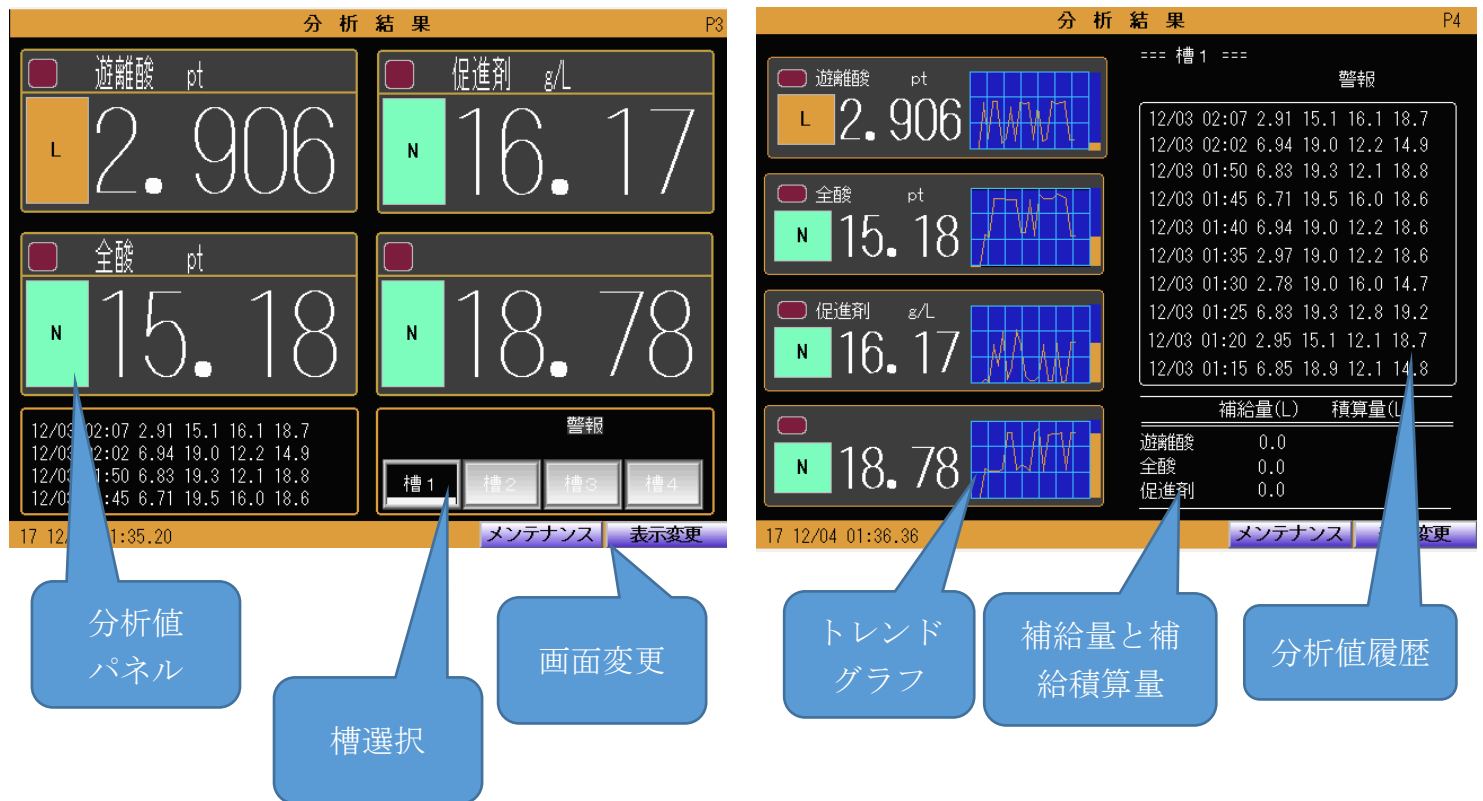 分 析 結 果 P3
遊離酸 pt
L 2.906
促進剤 g/L
N 16.17
全酸 pt
N 15.18
N 18.78
12/03 02:07 2.91 15.1 16.1 18.7
02:02 6.94 19.0 12.2 14.9
12/03 :50 6.83 19.3 12.1 18.8
12/03 :45 6.71 19.5 16.0 18.6
警報
槽1 槽2 槽3 槽4
17 12/ 1:35.20 メンテナンス 表示変更
分析値
パネル
槽選択
画面変更
分 析 結 果 P4
遊離酸 pt
L 2.906
全酸 pt
N 15.18
促進剤 g/L
N 16.17
N 18.78
=== 槽1 ===
警報
12/03 02:07 2.91 15.1 16.1 18.7
12/03 02:02 6.94 19.0 12.2 14.9
12/03 01:50 6.83 19.3 12.1 18.8
12/03 01:45 6.71 19.5 16.0 18.6
12/03 01:40 6.94 19.0 12.2 18.6
12/03 01:35 2.97 19.0 12.2 18.6
12/03 01:30 2.78 19.0 16.0 14.7
12/03 01:25 6.83 19.3 12.8 19.2
12/03 01:20 2.95 15.1 12.1 18.7
12/03 01:15 6.85 18.9 12.1 14.8
補給量(L) 積算量(L
遊離酸 0.0
全酸 0.0
促進剤 0.0
17 12/04 01:36.36 メンテナンス 変更
トレンド
グラフ
補給量と補
給積算量
分析値履歴